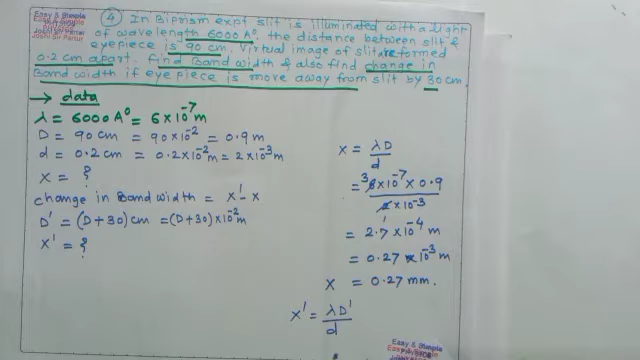 Easy & Simple
④ In Biprism expt slit is illuminated with a light
of wavelength 6000 A°. the distance between slit &
eyepiece is 90 cm. Virtual image of slit are formed
0.2 cm apart. find Band width & also find change in
Band width if eye piece is move away from slit by 30 cm.
→ data
λ = 6000 A° = 6×10⁻⁷ m
D = 90 cm = 90×10⁻² = 0.9 m
d = 0.2 cm = 0.2×10⁻² m = 2×10⁻³ m
X = ?
change in Band width = X' - X
D' = (D+30) cm = (D+30)×10⁻² m
X' = ?
X = λD/d
= ³6×10⁻⁷ × 0.9 / 2×10⁻³
= 2.7 × 10⁻⁴ m
= 0.27 × 10⁻³ m
X = 0.27 mm.
X' = λD'/d
Easy & Simple
Physics